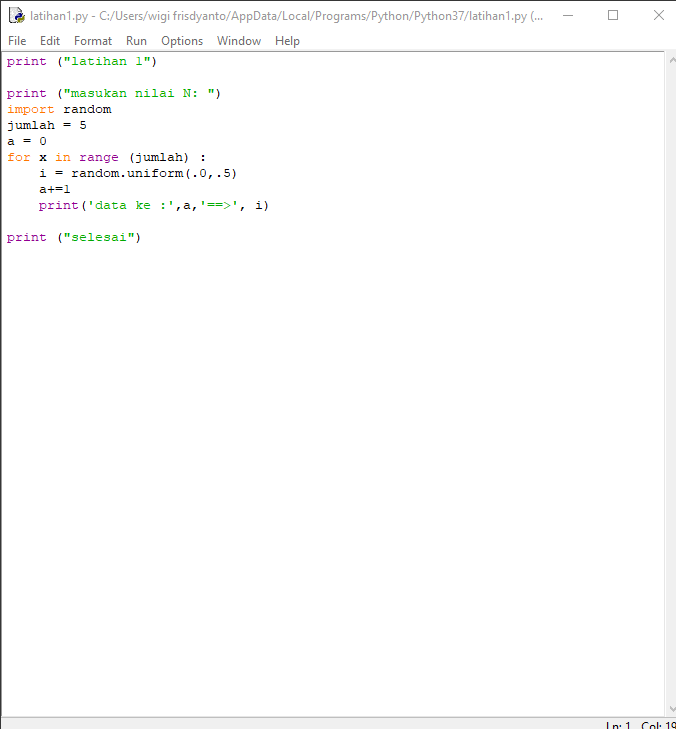 latihan1.py - C:/Users/wigi frisdyanto/AppData/Local/Programs/Python/Python37/latihan1.py (...
File Edit Format Run Options Window Help
print ("latihan 1")
print ("masukan nilai N: ")
import random
jumlah = 5
a = 0
for x in range (jumlah) :
    i = random.uniform(.0,.5)
    a+=1
    print('data ke :',a,'==>', i)
print ("selesai")
Ln: 1 Col: 19